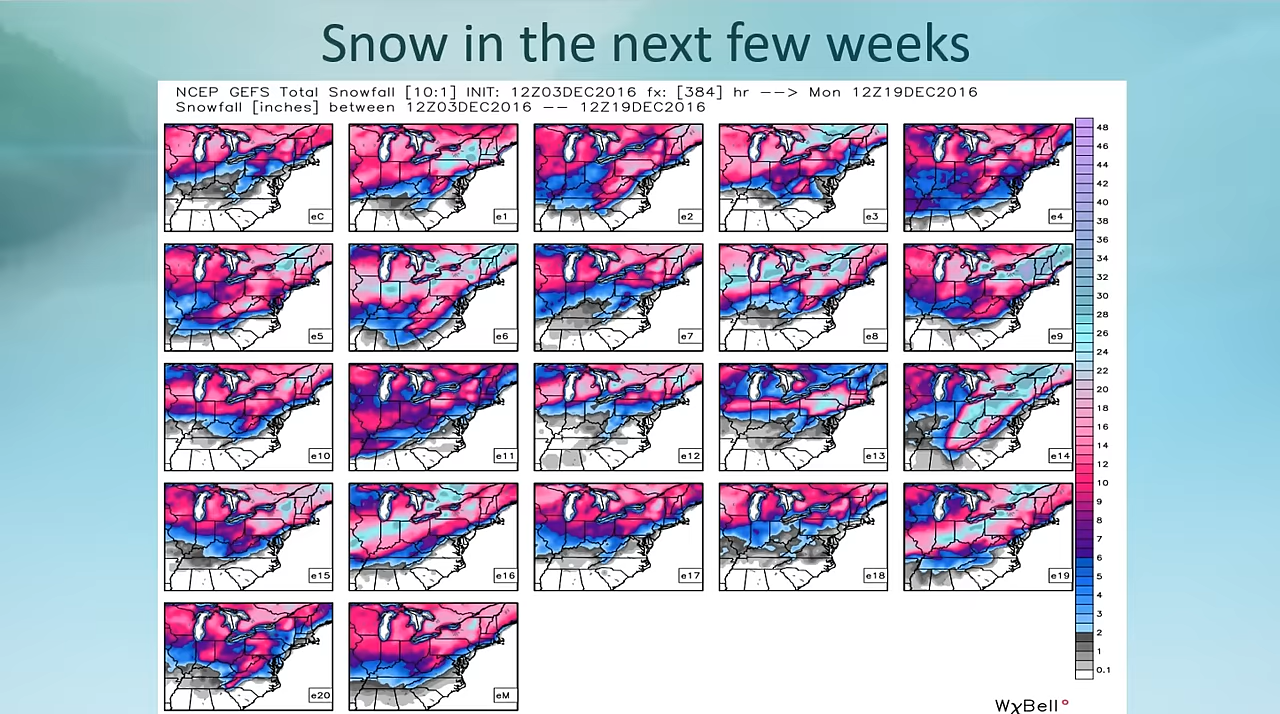 Snow in the next few weeks
NCEP GEFS Total Snowfall [10:1] INIT: 12Z03DEC2016 fx: [384] hr --> Mon 12Z19DEC2016
Snowfall [inches] between 12Z03DEC2016 -- 12Z19DEC2016
eC
e1
e2
e3
e4
e5
e6
e7
e8
e9
e10
e11
e12
e13
e14
e15
e16
e17
e18
e19
e20
eM
48
46
44
42
40
38
36
34
32
30
28
26
24
22
20
18
16
14
12
10
9
8
7
6
5
4
3
2
1
0.1
WxBell